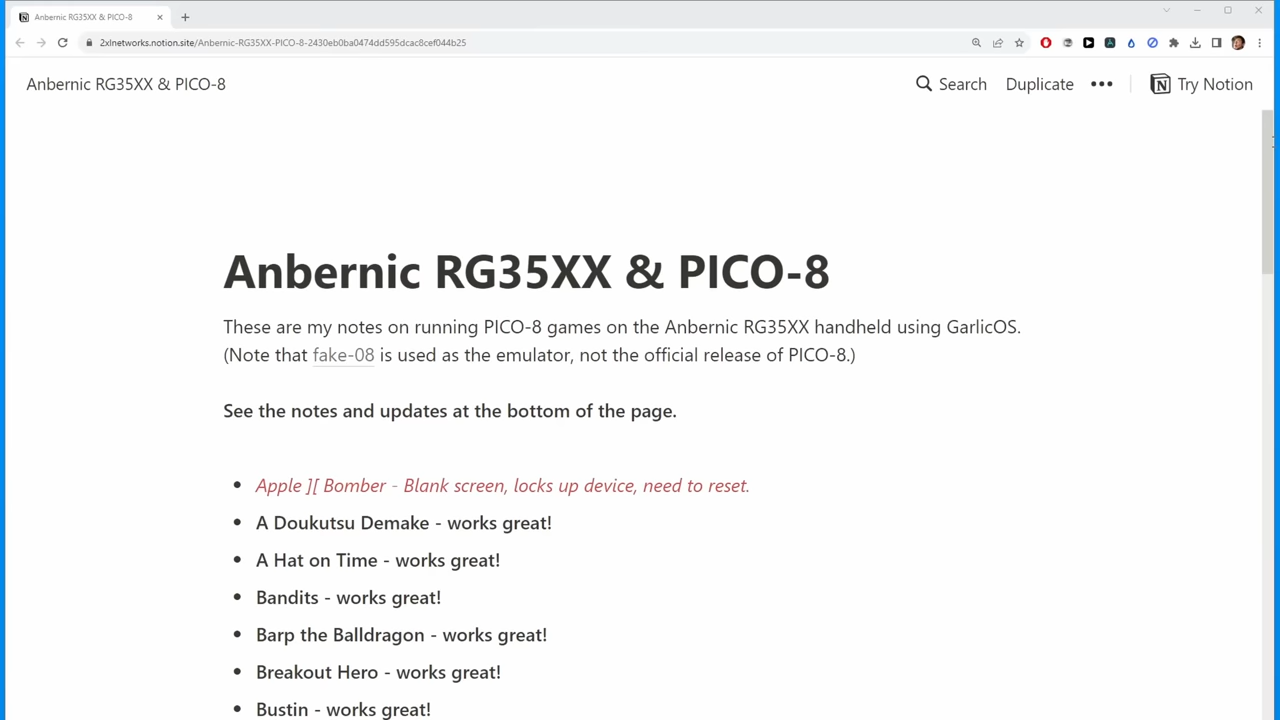 Anbernic RG35XX & PICO-8
2xlnetworks.notion.site/Anbernic-RG35XX-PICO-8-2430eb0ba0474dd595dcac8cef044b25
Anbernic RG35XX & PICO-8
Search
Duplicate
•••
Try Notion
Anbernic RG35XX & PICO-8
These are my notes on running PICO-8 games on the Anbernic RG35XX handheld using GarlicOS.
(Note that fake-08 is used as the emulator, not the official release of PICO-8.)
See the notes and updates at the bottom of the page.
• Apple ][ Bomber - Blank screen, locks up device, need to reset.
• A Doukutsu Demake - works great!
• A Hat on Time - works great!
• Bandits - works great!
• Barp the Balldragon - works great!
• Breakout Hero - works great!
• Bustin - works great!